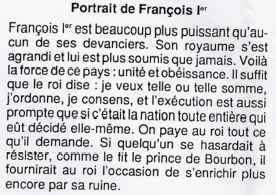 Portrait de François Iᵉʳ
François Iᵉʳ est beaucoup plus puissant qu'au-
cun de ses devanciers. Son royaume s'est
agrandi et lui est plus soumis que jamais. Voilà
la force de ce pays : unité et obéissance. Il suffit
que le roi dise : je veux telle ou telle somme,
j'ordonne, je consens, et l'exécution est aussi
prompte que si c'était la nation toute entière qui
eût décidé elle-même. On paye au roi tout ce
qu'il demande. Si quelqu'un se hasardait à
résister, comme le fit le prince de Bourbon, il
fournirait au roi l'occasion de s'enrichir plus
encore par sa ruine.